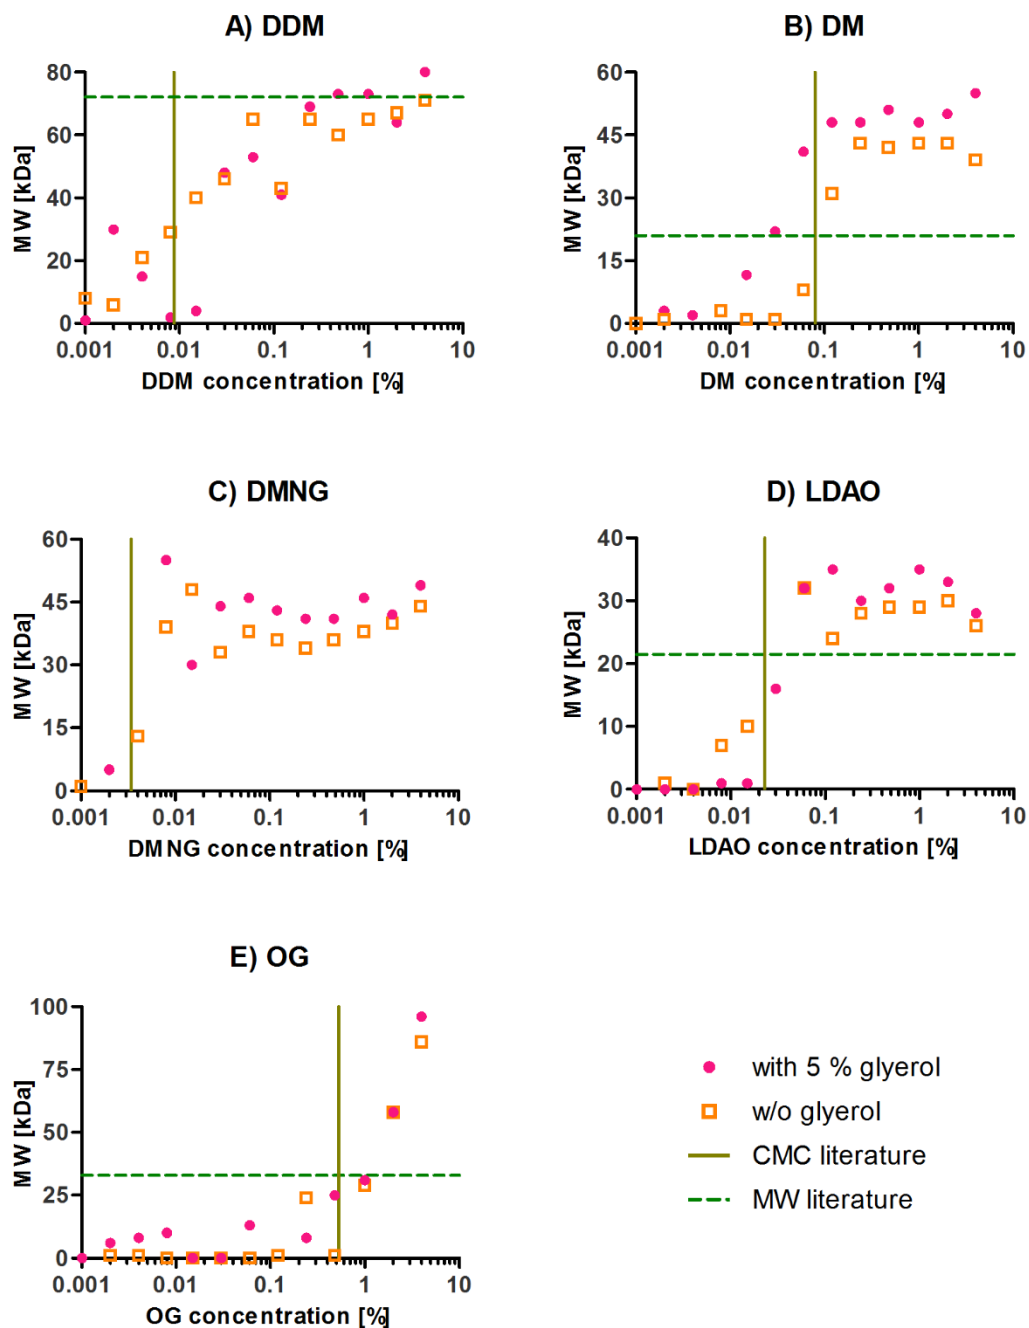 A) DDM
MW [kDa]
80
60
40
20
0
0.001 0.01 0.1 1 10
DDM concentration [%]
B) DM
MW [kDa]
60
45
30
15
0
0.001 0.01 0.1 1 10
DM concentration [%]
C) DMNG
MW [kDa]
60
45
30
15
0
0.001 0.01 0.1 1 10
DMNG concentration [%]
D) LDAO
MW [kDa]
40
30
20
10
0
0.001 0.01 0.1 1 10
LDAO concentration [%]
E) OG
MW [kDa]
100
75
50
25
0
0.001 0.01 0.1 1 10
OG concentration [%]
with 5 % glyerol
w/o glyerol
CMC literature
MW literature